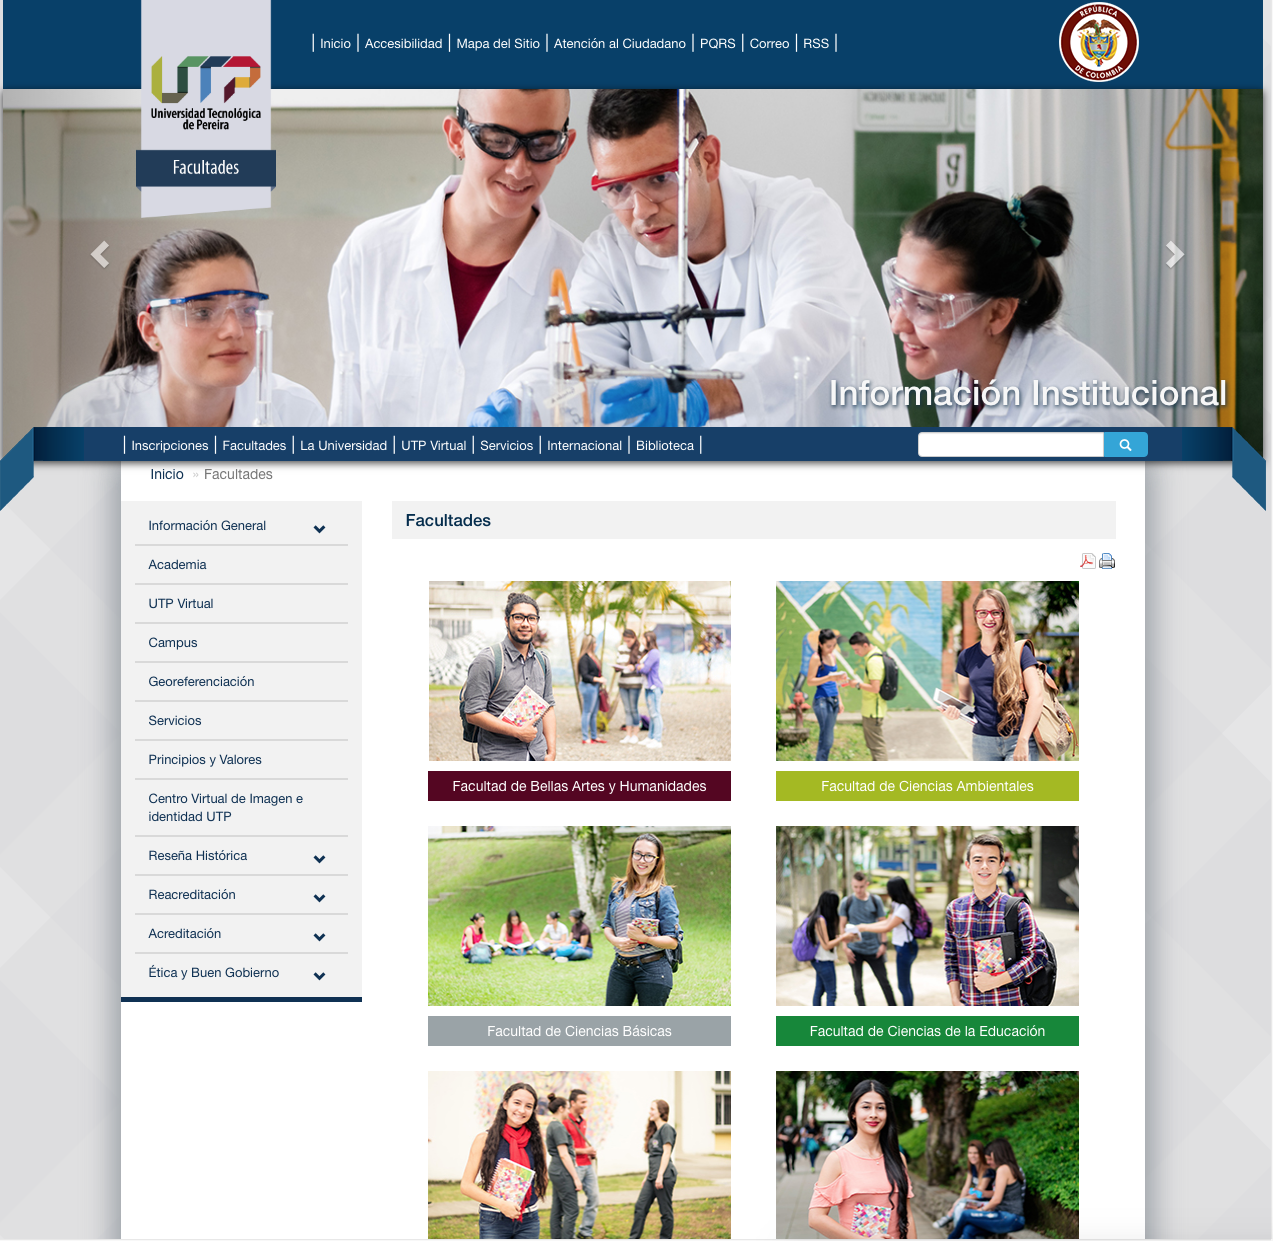 Inicio | Accesibilidad | Mapa del Sitio | Atención al Ciudadano | PQRS | Correo | RSS
REPÚBLICA DE COLOMBIA
UTP
Universidad Tecnológica
de Pereira
Facultades
Información Institucional
Inscripciones | Facultades | La Universidad | UTP Virtual | Servicios | Internacional | Biblioteca
Inicio » Facultades
Información General
Academia
UTP Virtual
Campus
Georeferenciación
Servicios
Principios y Valores
Centro Virtual de Imagen e
identidad UTP
Reseña Histórica
Reacreditación
Acreditación
Ética y Buen Gobierno
Facultades
Facultad de Bellas Artes y Humanidades
Facultad de Ciencias Ambientales
Facultad de Ciencias Básicas
Facultad de Ciencias de la Educación